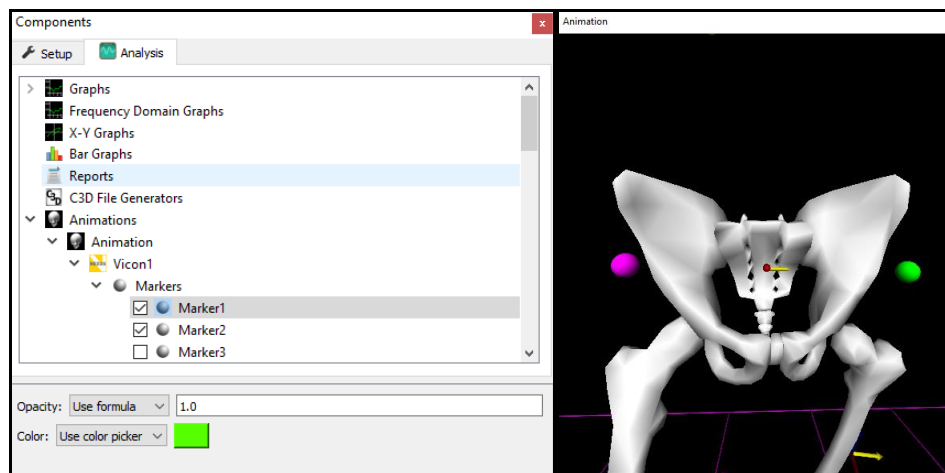 Components
x
Animation
Setup
Analysis
Graphs
Frequency Domain Graphs
X-Y Graphs
Bar Graphs
Reports
C3D File Generators
Animations
Animation
Vicon1
Markers
Marker1
Marker2
Marker3
Opacity: Use formula 1.0
Color: Use color picker